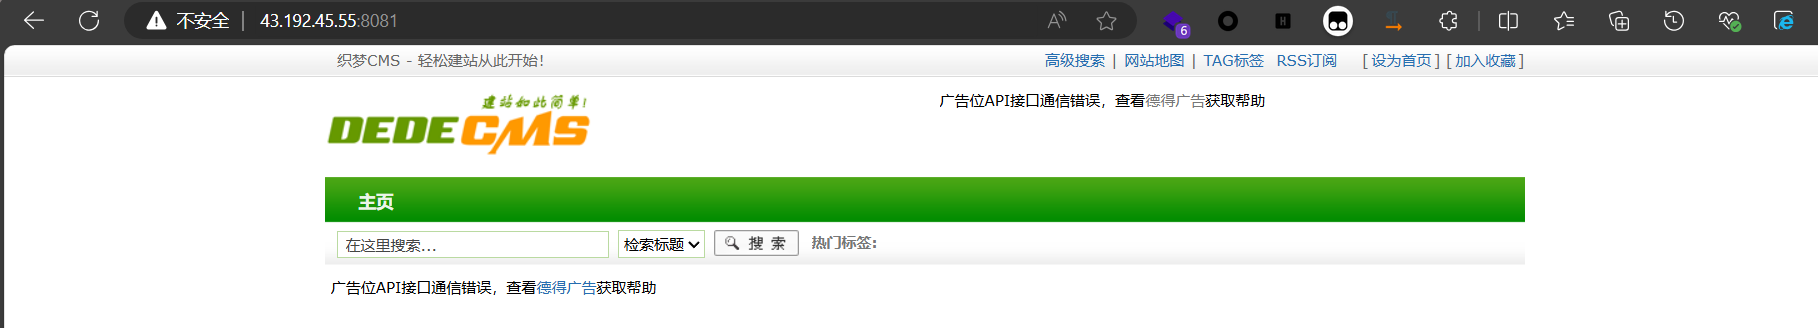 不安全 | 43.192.45.55:8081
6
织梦CMS - 轻松建站从此开始!
高级搜索 | 网站地图 | TAG标签 RSS订阅 [设为首页] [加入收藏]
建站如此简单!
DEDECMS
广告位API接口通信错误，查看德得广告获取帮助
主页
在这里搜索... 检索标题 搜索 热门标签:
广告位API接口通信错误，查看德得广告获取帮助